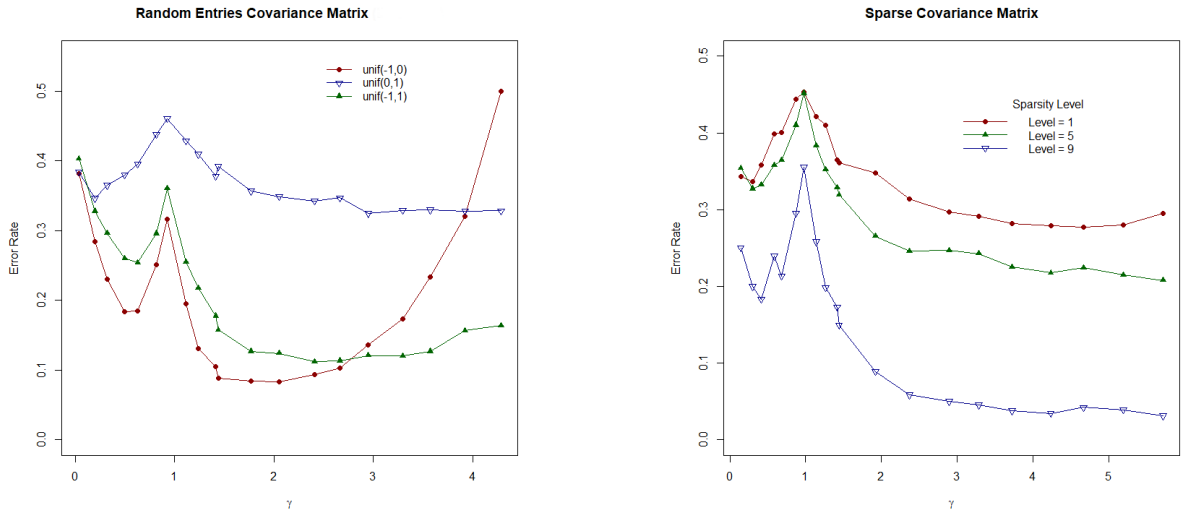 Random Entries Covariance Matrix
unif(-1,0)
unif(0,1)
unif(-1,1)
Error Rate
0.5
0.4
0.3
0.2
0.1
0.0
0 1 2 3 4
γ
Sparse Covariance Matrix
Sparsity Level
Level = 1
Level = 5
Level = 9
Error Rate
0.5
0.4
0.3
0.2
0.1
0.0
0 1 2 3 4 5
γ